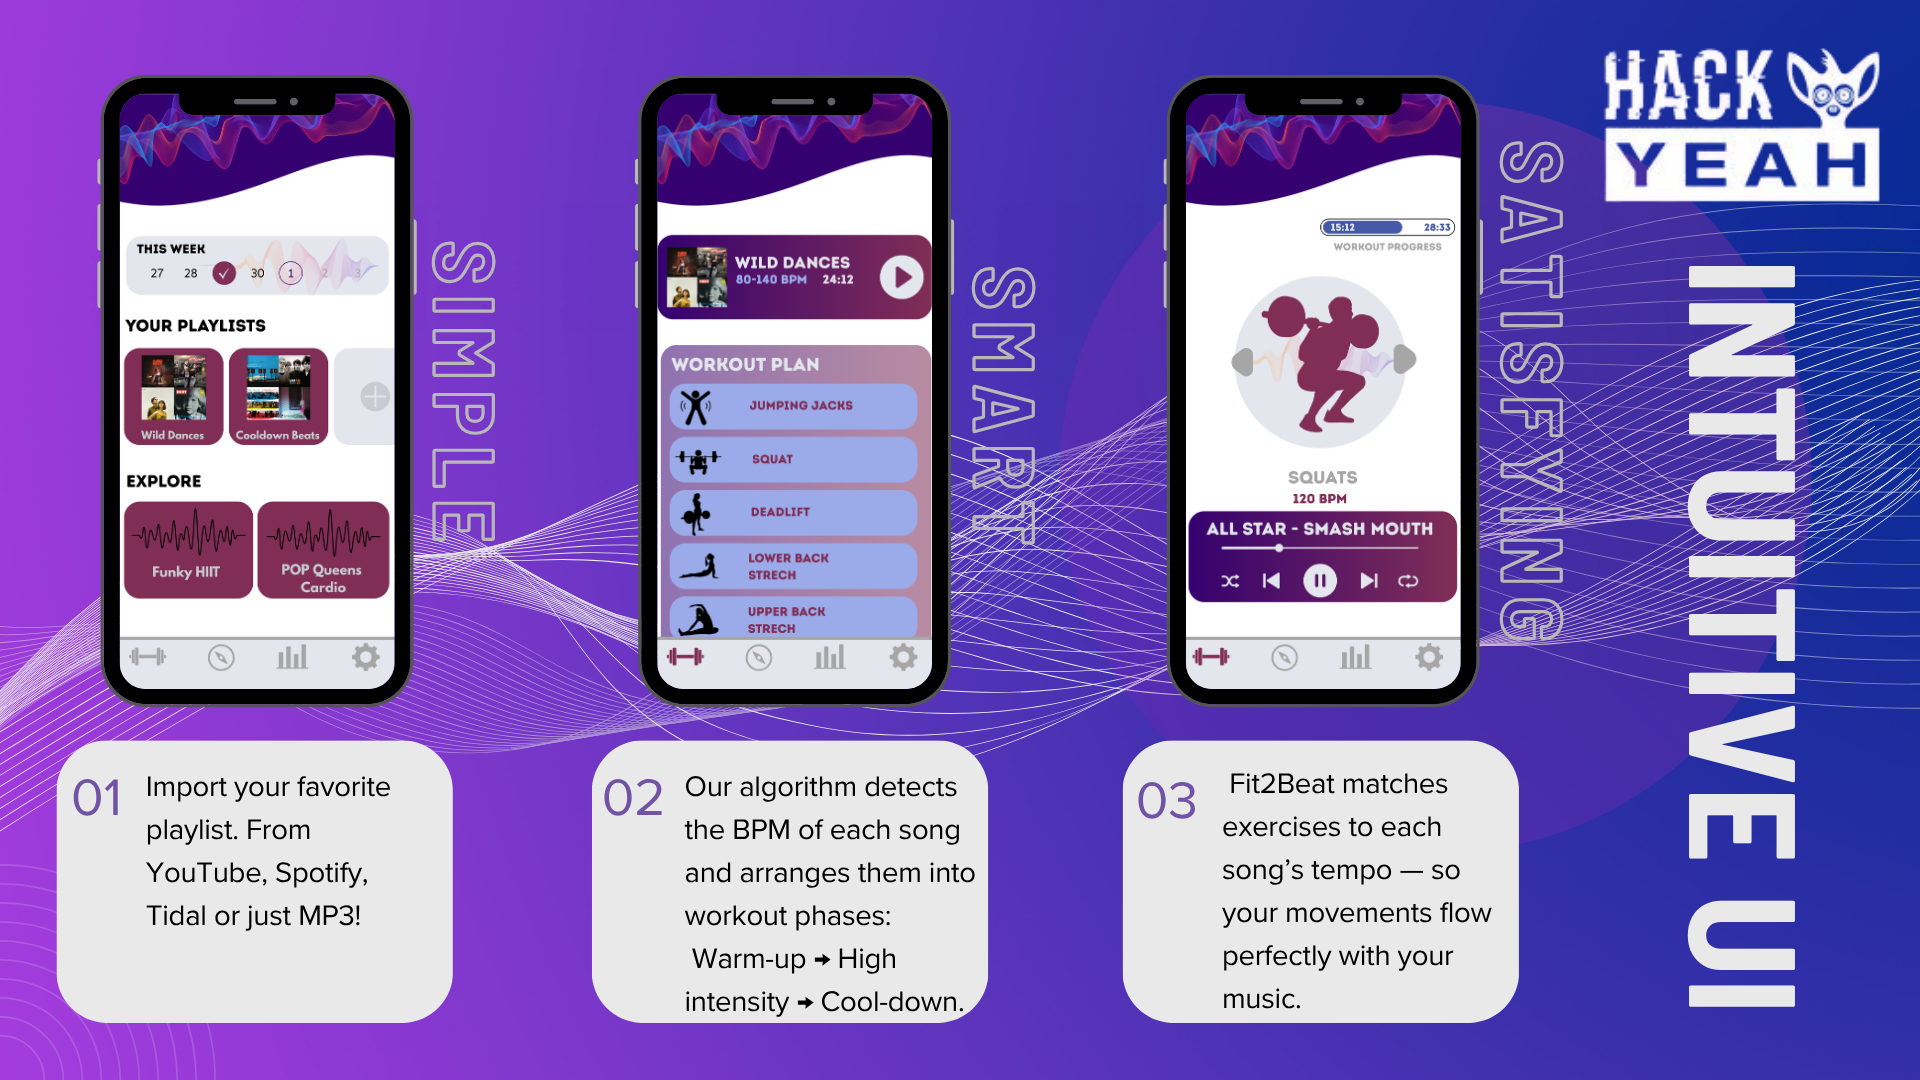 HACK
YEAH
INTUITIVE UI
SIMPLE
THIS WEEK
27 28 30 1 2 3
YOUR PLAYLISTS
Wild Dances
Cooldown Beats
EXPLORE
Funky HIIT
POP Queens
Cardio
01
Import your favorite
playlist. From
YouTube, Spotify,
Tidal or just MP3!
SMART
WILD DANCES
80-140 BPM 24:12
WORKOUT PLAN
JUMPING JACKS
SQUAT
DEADLIFT
LOWER BACK
STRECH
UPPER BACK
STRECH
02
Our algorithm detects
the BPM of each song
and arranges them into
workout phases:
Warm-up → High
intensity → Cool-down.
SATISFYING
15:12 28:33
WORKOUT PROGRESS
SQUATS
120 BPM
ALL STAR - SMASH MOUTH
03
Fit2Beat matches
exercises to each
song’s tempo — so
your movements flow
perfectly with your
music.